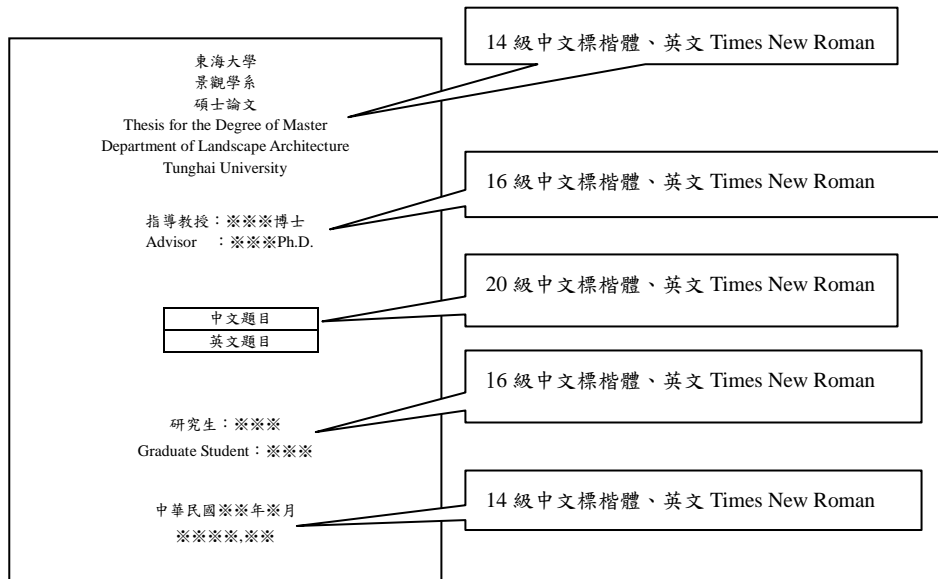 14 級中文標楷體、英文 Times New Roman
東海大學
景觀學系
碩士論文
Thesis for the Degree of Master
Department of Landscape Architecture
Tunghai University
16 級中文標楷體、英文 Times New Roman
指導教授：※※※博士
Advisor ：※※※Ph.D.
20 級中文標楷體、英文 Times New Roman
中文題目
英文題目
16 級中文標楷體、英文 Times New Roman
研究生：※※※
Graduate Student：※※※
14 級中文標楷體、英文 Times New Roman
中華民國※※年※月
※※※※,※※